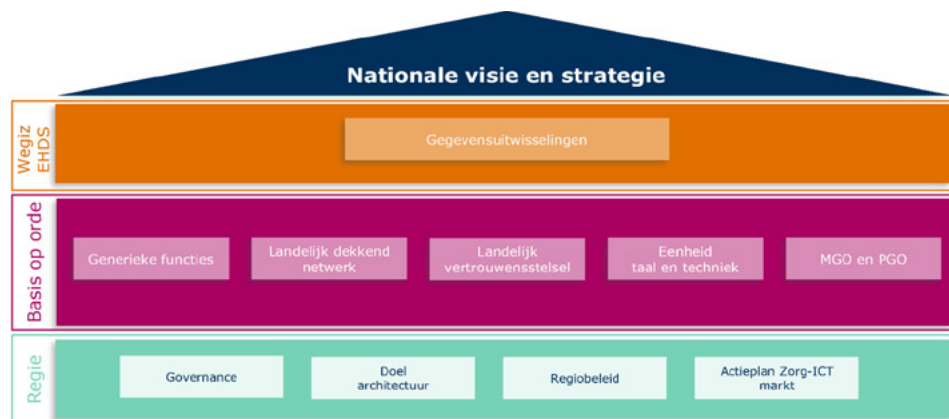 Nationale visie en strategie
Wegiz
EHDS
Gegevensuitwisselingen
Basis op orde
Generieke functies
Landelijk dekkend
netwerk
Landelijk
vertrouwensstelsel
Eenheid
taal en techniek
MGO en PGO
Regie
Governance
Doel
architectuur
Regiobeleid
Actieplan Zorg-ICT
markt